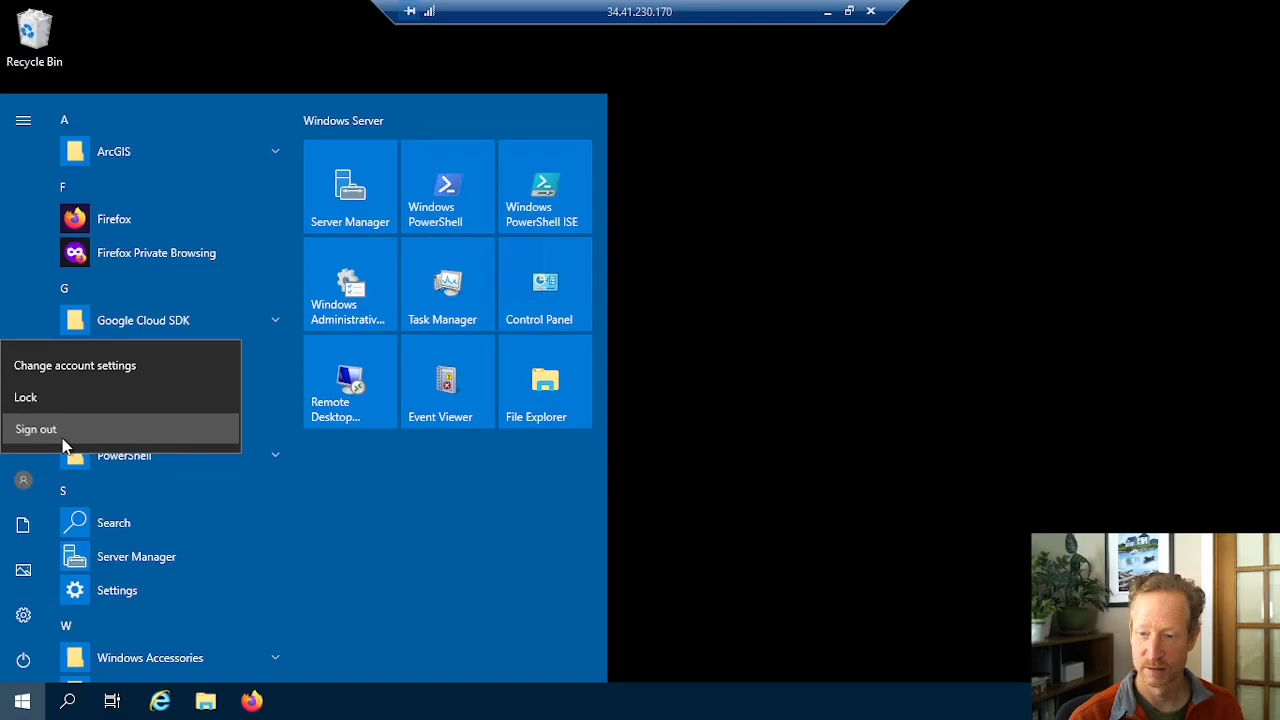 34.41.230.170
Recycle Bin
A
ArcGIS
F
Firefox
Firefox Private Browsing
G
Google Cloud SDK
Change account settings
Lock
Sign out
PowerShell
S
Search
Server Manager
Settings
W
Windows Accessories
Windows Server
Server Manager
Windows
PowerShell
Windows
PowerShell ISE
Windows
Administrativ...
Task Manager
Control Panel
Remote
Desktop...
Event Viewer
File Explorer